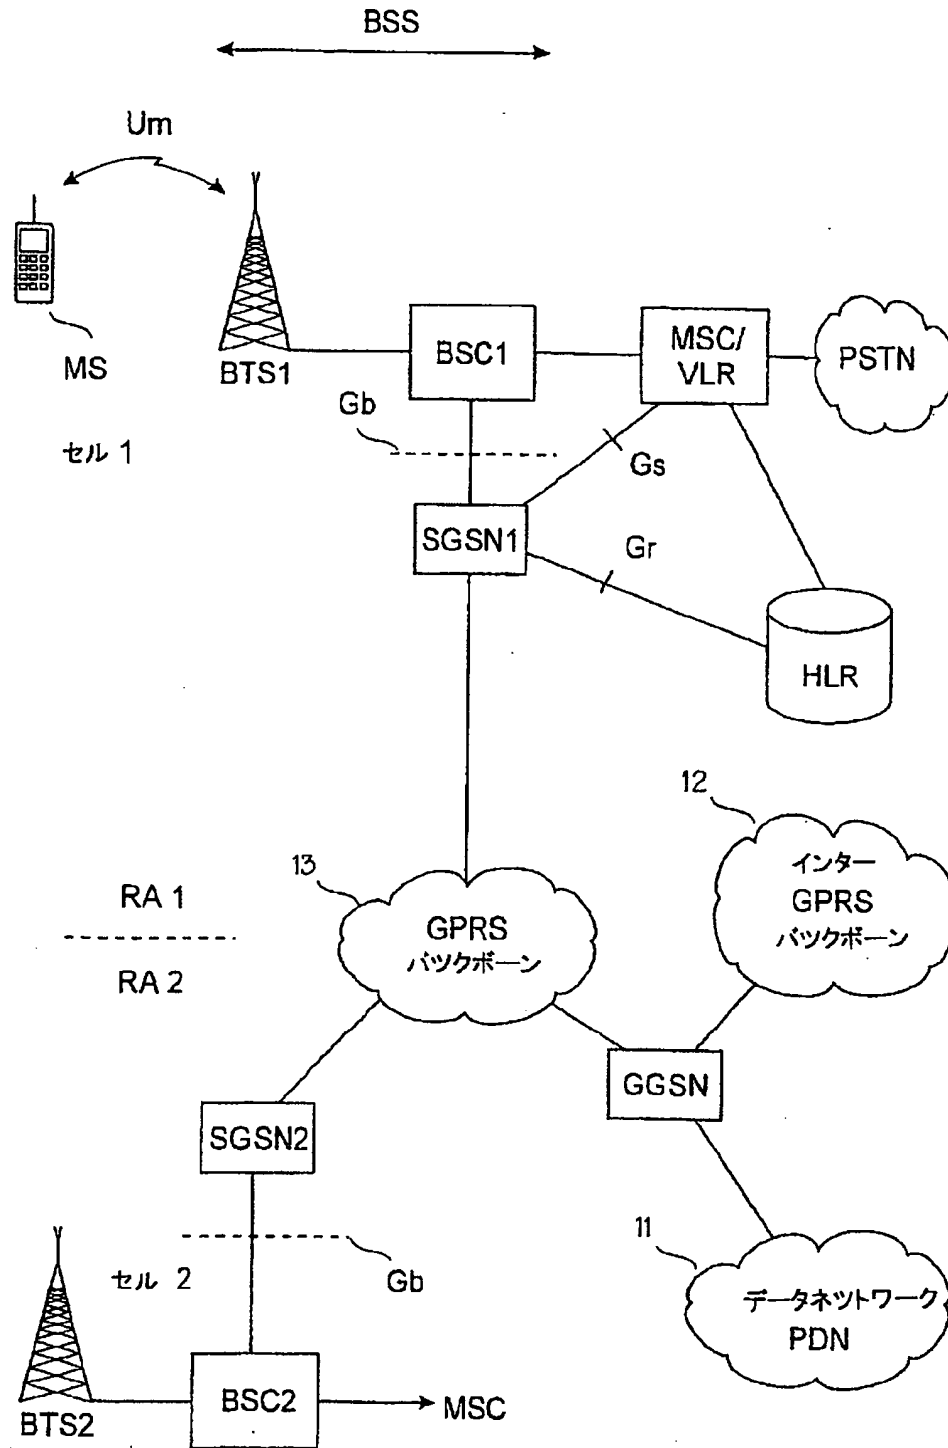 BSS
Um
MS
BTS1
BSC1
MSC/
VLR
PSTN
セル 1
Gb
Gs
SGSN1
Gr
HLR
12
インター
GPRS
バツクボーン
13
GPRS
バツクボーン
RA 1
RA 2
GGSN
SGSN2
11
データネットワーク
PDN
セル 2
Gb
BTS2
BSC2
MSC